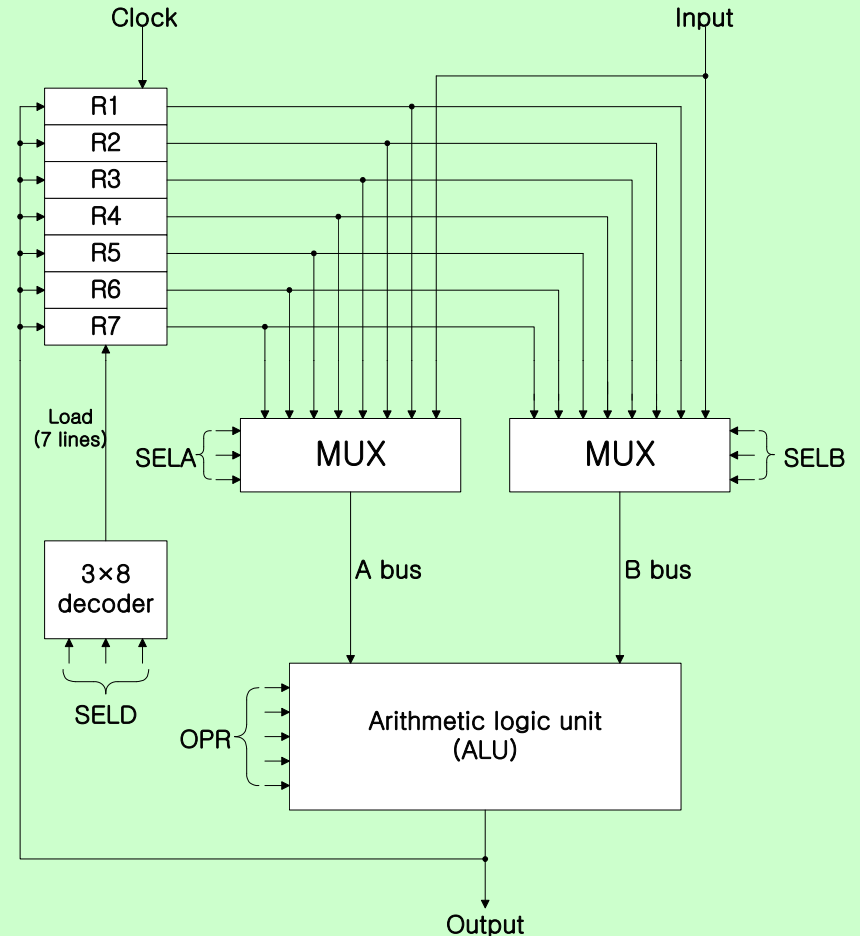 Clock
Input
R1
R2
R3
R4
R5
R6
R7
Load
(7 lines)
SELA
MUX
MUX
SELB
A bus
B bus
3×8
decoder
SELD
OPR
Arithmetic logic unit
(ALU)
Output